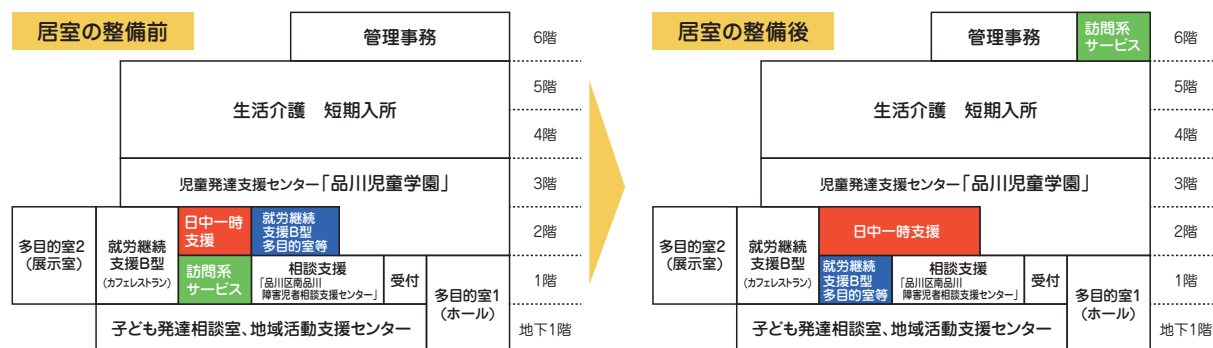 居室の整備前
管理事務
6階
5階
生活介護 短期入所
4階
児童発達支援センター「品川児童学園」
3階
多目的室2
（展示室）
就労継続
支援B型
（カフェレストラン）
日中一時
支援
就労継続
支援B型
多目的室等
2階
訪問系
サービス
相談支援
「品川区南品川
障害児者相談支援センター」
受付
1階
多目的室1
（ホール）
子ども発達相談室、地域活動支援センター
地下1階
居室の整備後
管理事務
訪問系
サービス
6階
5階
生活介護 短期入所
4階
児童発達支援センター「品川児童学園」
3階
多目的室2
（展示室）
就労継続
支援B型
（カフェレストラン）
日中一時支援
2階
就労継続
支援B型
多目的室等
相談支援
「品川区南品川
障害児者相談支援センター」
受付
1階
多目的室1
（ホール）
子ども発達相談室、地域活動支援センター
地下1階